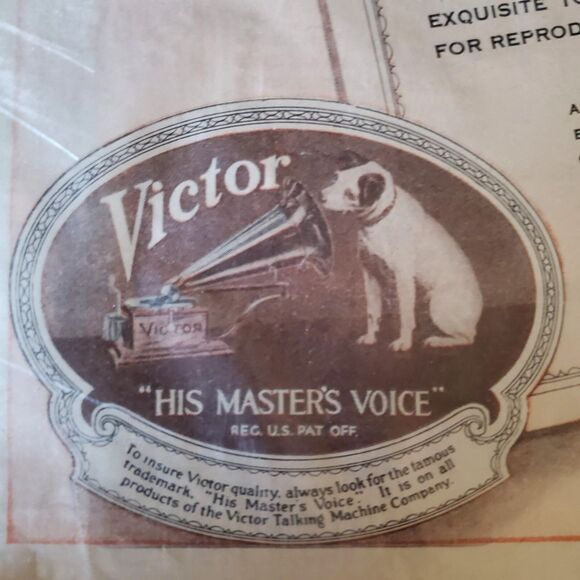 EXQUISITE
FOR REPROD
Victor
VICTOR
"HIS MASTER'S VOICE"
REG. U.S. PAT. OFF.
To insure Victor quality, always look for the famous
trademark, "His Master's Voice". It is on all
products of the Victor Talking Machine Company.